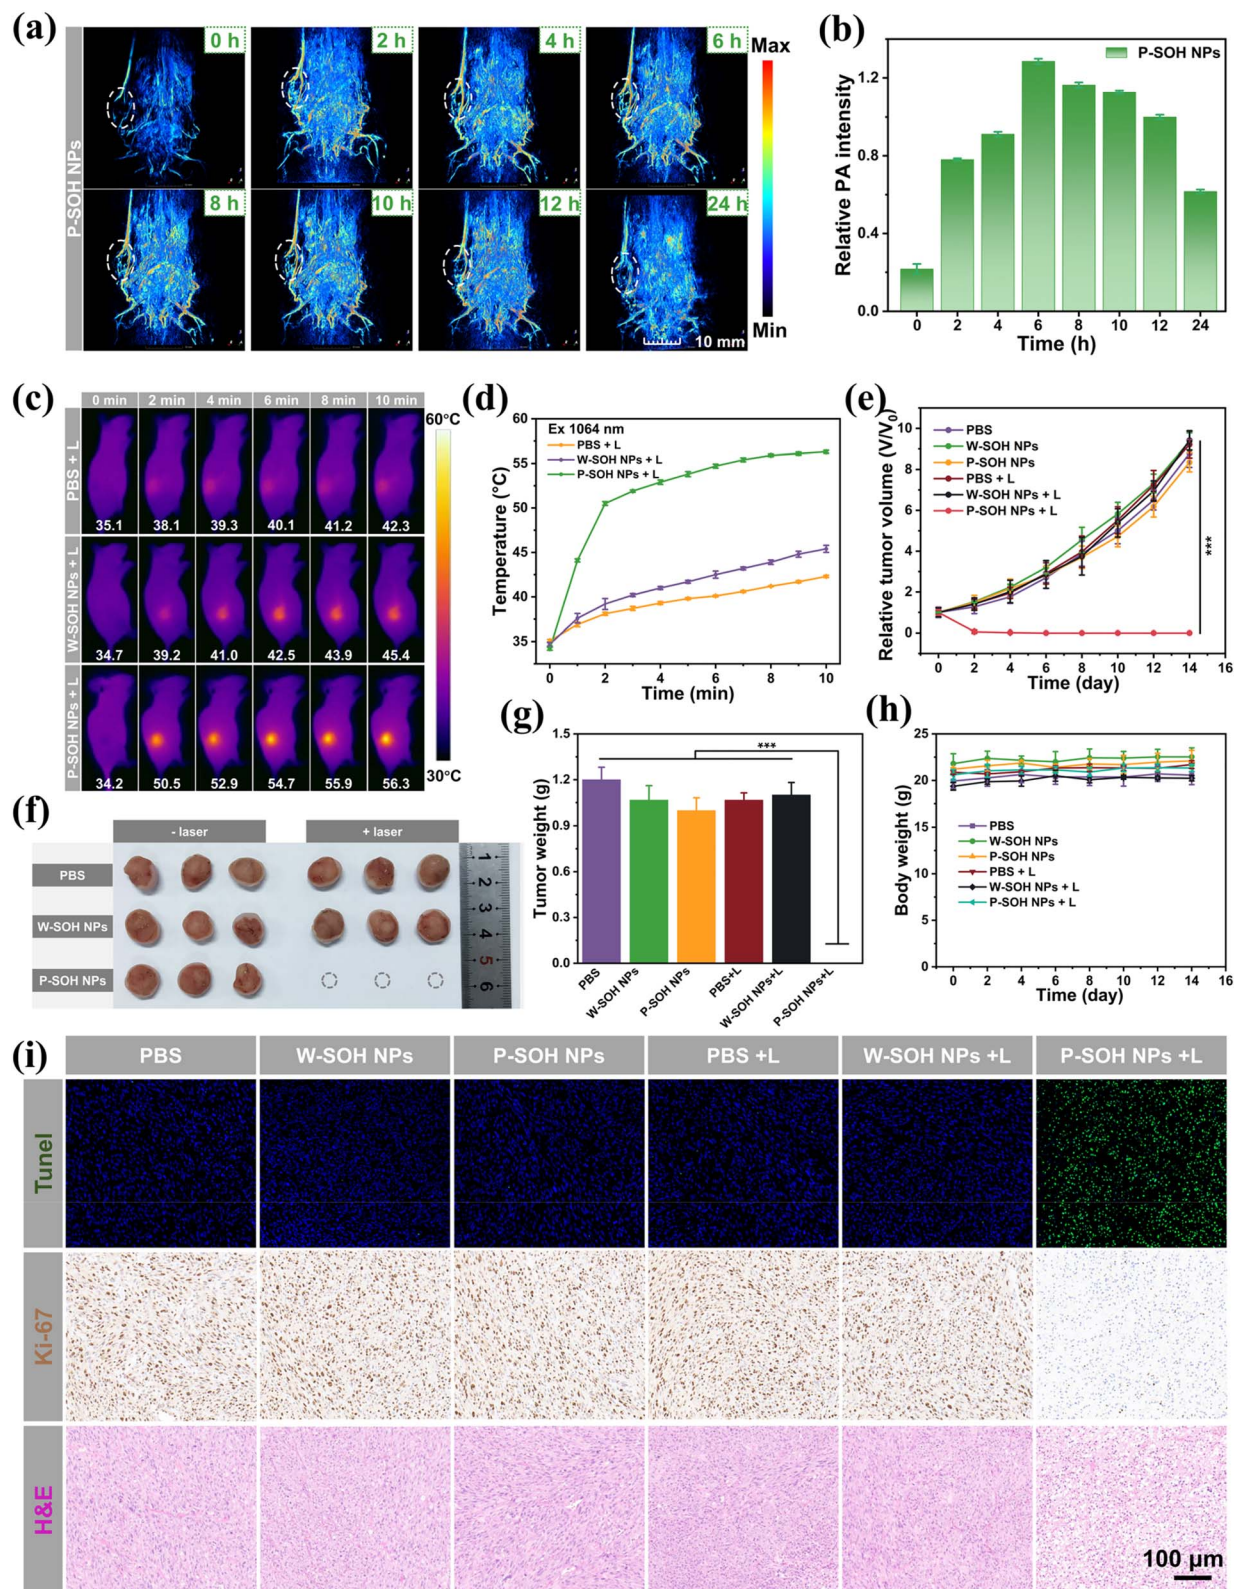 (a)
P-SOH NPs
0 h
2 h
4 h
6 h
8 h
10 h
12 h
24 h
10 mm
Max
Min
(b)
P-SOH NPs
Relative PA intensity
1.2
0.8
0.4
0.0
0 2 4 6 8 10 12 24
Time (h)
(c)
0 min 2 min 4 min 6 min 8 min 10 min
PBS + L
35.1 38.1 39.3 40.1 41.2 42.3
W-SOH NPs + L
34.7 39.2 41.0 42.5 43.9 45.4
P-SOH NPs + L
34.2 50.5 52.9 54.7 55.9 56.3
60°C
30°C
(d)
Ex 1064 nm
PBS + L
W-SOH NPs + L
P-SOH NPs + L
Temperature (°C)
60
55
50
45
40
35
0 2 4 6 8 10
Time (min)
(e)
PBS
W-SOH NPs
P-SOH NPs
PBS + L
W-SOH NPs + L
P-SOH NPs + L
***
Relative tumor volume (V/V0)
10
8
6
4
2
0
0 2 4 6 8 10 12 14 16
Time (day)
(f)
- laser
+ laser
PBS
W-SOH NPs
P-SOH NPs
1
2
3
4
5
6
(g)
***
Tumor weight (g)
1.5
1.2
0.9
0.6
0.3
0.0
PBS
W-SOH NPs
P-SOH NPs
PBS+L
W-SOH NPs+L
P-SOH NPs+L
(h)
Body weight (g)
25
20
15
10
5
0
PBS
W-SOH NPs
P-SOH NPs
PBS + L
W-SOH NPs + L
P-SOH NPs + L
0 2 4 6 8 10 12 14 16
Time (day)
(i)
PBS
W-SOH NPs
P-SOH NPs
PBS +L
W-SOH NPs +L
P-SOH NPs +L
Tunel
Ki-67
H&E
100 µm